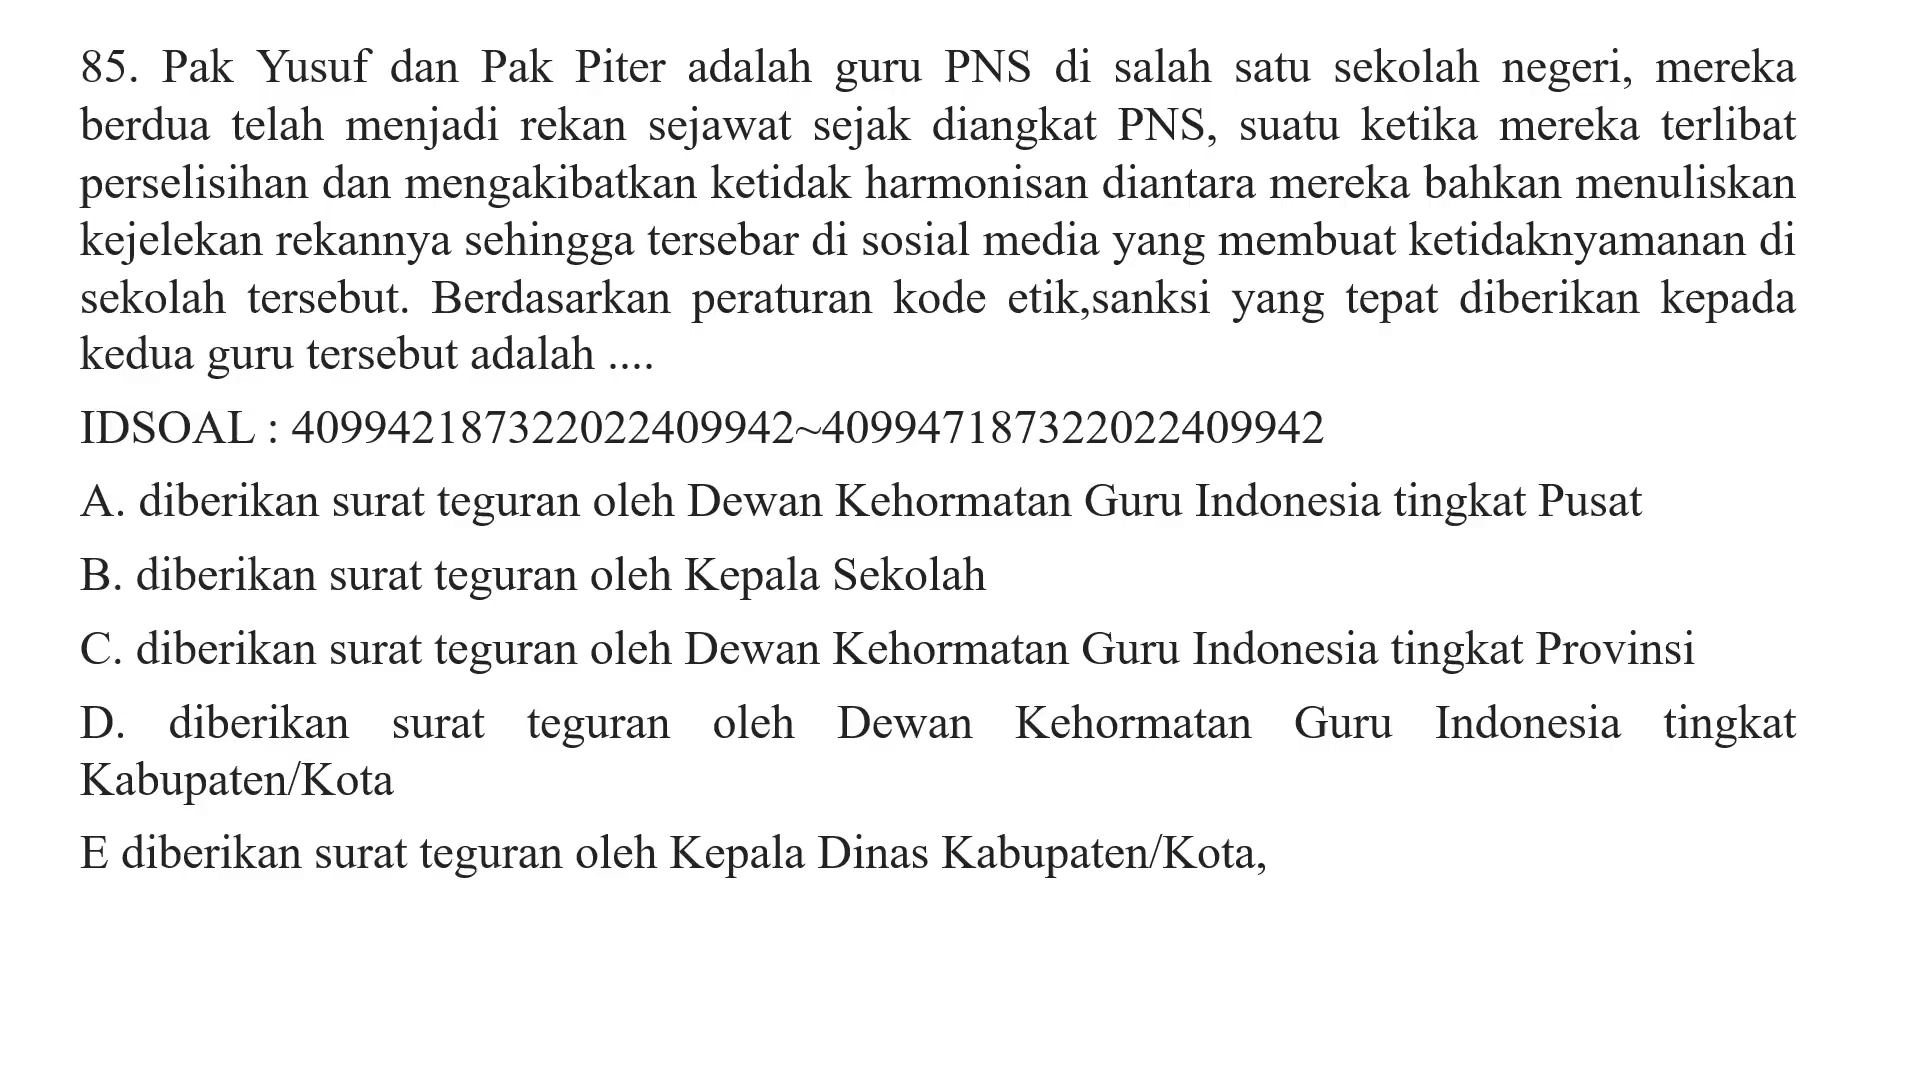 85. Pak Yusuf dan Pak Piter adalah guru PNS di salah satu sekolah negeri, mereka
berdua telah menjadi rekan sejawat sejak diangkat PNS, suatu ketika mereka terlibat
perselisihan dan mengakibatkan ketidak harmonisan diantara mereka bahkan menuliskan
kejelekan rekannya sehingga tersebar di sosial media yang membuat ketidaknyamanan di
sekolah tersebut. Berdasarkan peraturan kode etik,sanksi yang tepat diberikan kepada
kedua guru tersebut adalah ....
IDSOAL : 409942187322022409942~409947187322022409942
A. diberikan surat teguran oleh Dewan Kehormatan Guru Indonesia tingkat Pusat
B. diberikan surat teguran oleh Kepala Sekolah
C. diberikan surat teguran oleh Dewan Kehormatan Guru Indonesia tingkat Provinsi
D. diberikan surat teguran oleh Dewan Kehormatan Guru Indonesia tingkat
Kabupaten/Kota
E diberikan surat teguran oleh Kepala Dinas Kabupaten/Kota,